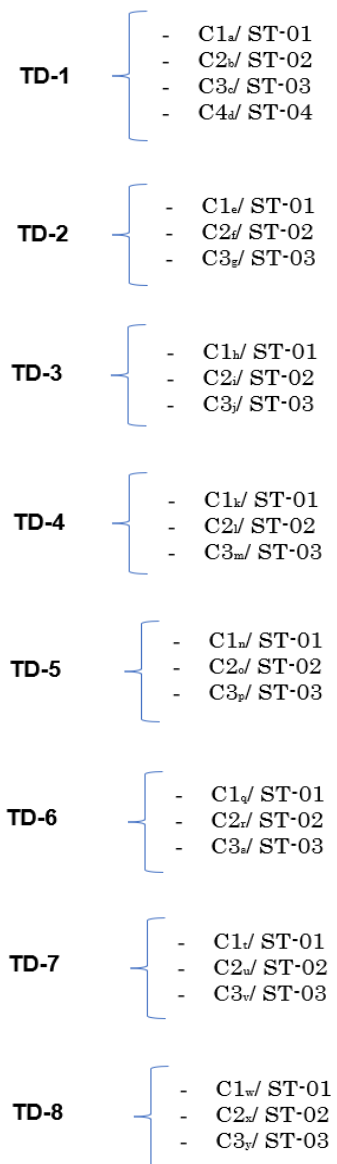 TD-1
- C1ₐ/ ST-01
- C2b/ ST-02
- C3c/ ST-03
- C4d/ ST-04
TD-2
- C1e/ ST-01
- C2f/ ST-02
- C3g/ ST-03
TD-3
- C1h/ ST-01
- C2i/ ST-02
- C3j/ ST-03
TD-4
- C1k/ ST-01
- C2l/ ST-02
- C3m/ ST-03
TD-5
- C1n/ ST-01
- C2o/ ST-02
- C3p/ ST-03
TD-6
- C1q/ ST-01
- C2r/ ST-02
- C3s/ ST-03
TD-7
- C1t/ ST-01
- C2u/ ST-02
- C3v/ ST-03
TD-8
- C1w/ ST-01
- C2x/ ST-02
- C3y/ ST-03